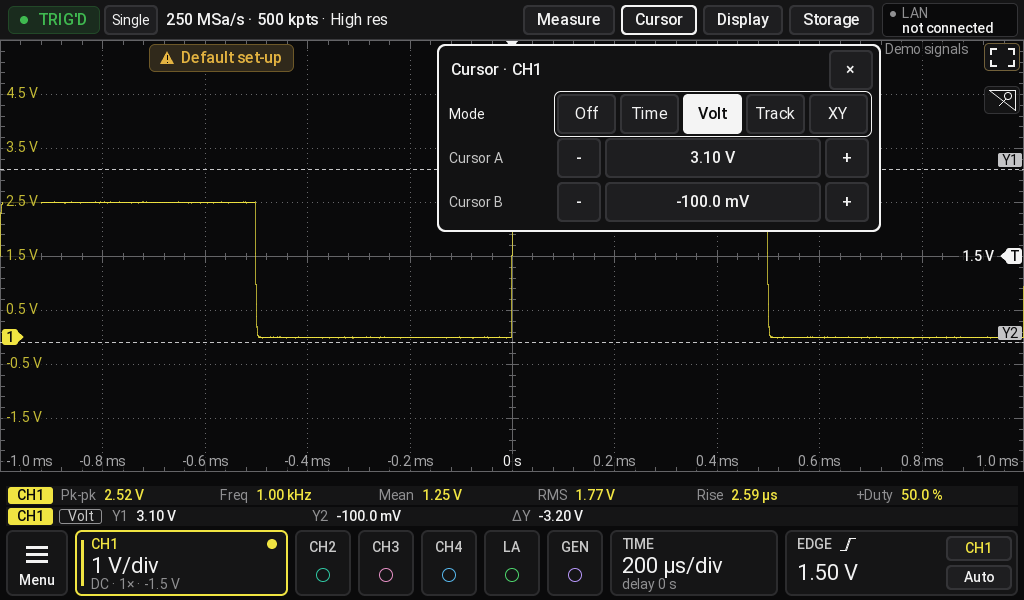 TRIG'D Single 250 MSa/s · 500 kpts · High res Measure Cursor Display Storage LAN
not connected
Default set-up
Demo signals
Cursor · CH1 ×
Mode Off Time Volt Track XY
Cursor A - 3.10 V +
Cursor B - -100.0 mV +
4.5 V
3.5 V
Y1
2.5 V
1.5 V 1.5 V T
0.5 V
1 Y2
-0.5 V
-1.5 V
-1.0 ms -0.8 ms -0.6 ms -0.4 ms -0.2 ms 0 s 0.2 ms 0.4 ms 0.6 ms 0.8 ms 1.0 ms
CH1 Pk-pk 2.52 V Freq 1.00 kHz Mean 1.25 V RMS 1.77 V Rise 2.59 µs +Duty 50.0 %
CH1 Volt Y1 3.10 V Y2 -100.0 mV ΔY -3.20 V
Menu
CH1
1 V/div
DC · 1× · -1.5 V
CH2 CH3 CH4 LA GEN
TIME
200 µs/div
delay 0 s
EDGE CH1
1.50 V Auto